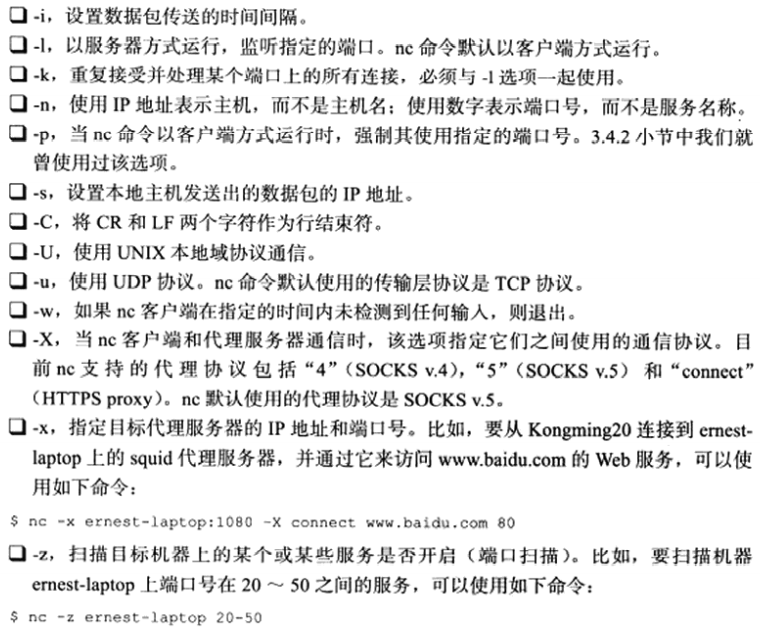 ❑ -i，设置数据包传送的时间间隔。
❑ -l，以服务器方式运行，监听指定的端口。nc 命令默认以客户端方式运行。
❑ -k，重复接受并处理某个端口上的所有连接，必须与 -l 选项一起使用。
❑ -n，使用 IP 地址表示主机，而不是主机名；使用数字表示端口号，而不是服务名称。
❑ -p，当 nc 命令以客户端方式运行时，强制其使用指定的端口号。3.4.2 小节中我们就
曾使用过该选项。
❑ -s，设置本地主机发送出的数据包的 IP 地址。
❑ -C，将 CR 和 LF 两个字符作为行结束符。
❑ -U，使用 UNIX 本地域协议通信。
❑ -u，使用 UDP 协议。nc 命令默认使用的传输层协议是 TCP 协议。
❑ -w，如果 nc 客户端在指定的时间内未检测到任何输入，则退出。
❑ -X，当 nc 客户端和代理服务器通信时，该选项指定它们之间使用的通信协议。目
前 nc 支持的代理协议包括“4”（SOCKS v.4），“5”（SOCKS v.5）和“connect”
（HTTPS proxy）。nc 默认使用的代理协议是 SOCKS v.5。
❑ -x，指定目标代理服务器的 IP 地址和端口号。比如，要从 Kongming20 连接到 ernest-
laptop 上的 squid 代理服务器，并通过它来访问 www.baidu.com 的 Web 服务，可以使
用如下命令：
$ nc -x ernest-laptop:1080 -X connect www.baidu.com 80
❑ -z，扫描目标机器上的某个或某些服务是否开启（端口扫描）。比如，要扫描机器
ernest-laptop 上端口号在 20 ～ 50 之间的服务，可以使用如下命令：
$ nc -z ernest-laptop 20-50